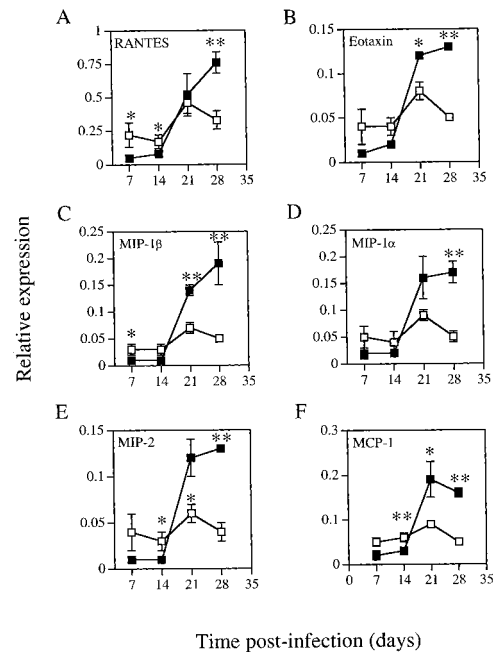 A
RANTES
**
*
*
1
0.75
0.5
0.25
0
7 14 21 28 35
B
Eotaxin
*
**
0.15
0.1
0.05
0
7 14 21 28 35
C
MIP-1β
**
**
*
0.25
0.2
0.15
0.1
0.05
0
7 14 21 28 35
D
MIP-1α
**
0.25
0.2
0.15
0.1
0.05
0
7 14 21 28 35
E
MIP-2
**
*
*
0.15
0.1
0.05
0
7 14 21 28 35
F
MCP-1
*
**
**
0.3
0.2
0.1
0
0 7 14 21 28 35
Relative expression
Time post-infection (days)